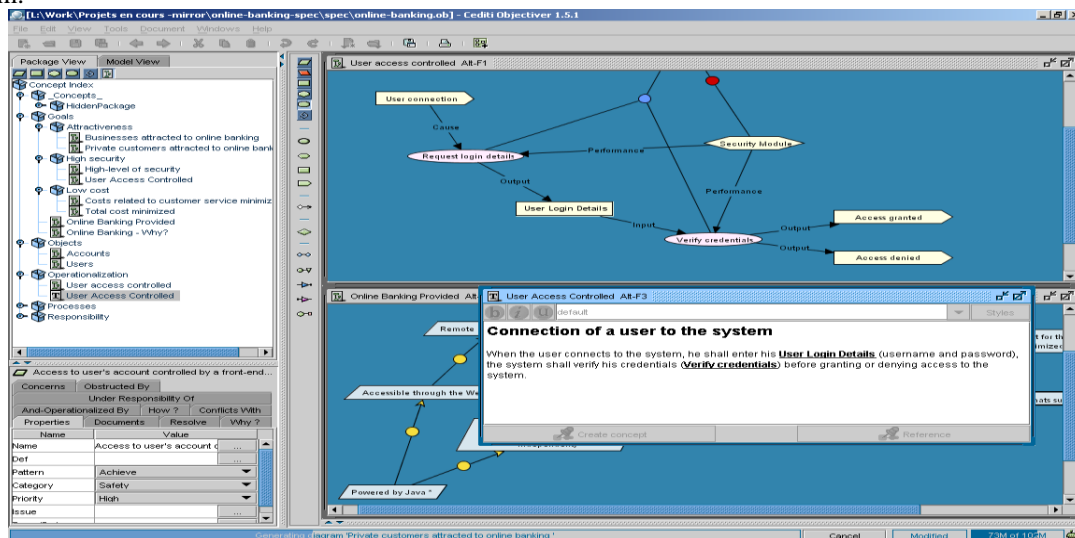 m.
[L:\Work\Projets en cours -mirror\online-banking-spec\spec\online-banking.ob] - Cediti Objectiver 1.5.1
File Edit View Tools Document Windows Help
Package View Model View
Concept Index
_Concepts_
HiddenPackage
Goals
Attractiveness
Businesses attracted to online banking
Private customers attracted to online bank
High security
High-level of security
User Access Controlled
Low cost
Costs related to customer service minimiz
Total cost minimized
Online Banking Provided
Online Banking - Why?
Objects
Accounts
Users
Operationalization
User access controlled
User Access Controlled
Processes
Responsibility
Access to user's account controlled by a front-end...
Concerns Obstructed By
Under Responsibility Of
And-Operationalized By How ? Conflicts With
Properties Documents Resolve Why ?
Name Value
Name Access to user's account c ...
Def ...
Pattern Achieve
Category Safety
Priority High
Issue ...
User access controlled Alt-F1
User connection
Cause
Request login details
Performance
Security Module
Output
Performance
User Login Details
Input
Verify credentials
Output
Access granted
Output
Access denied
Online Banking Provided Alt
Remote
Accessible through the We
Powered by Java *
t for th
imized
hats su
User Access Controlled Alt-F3
b i u default Styles
Connection of a user to the system
When the user connects to the system, he shall enter his User Login Details (username and password),
the system shall verify his credentials (Verify credentials) before granting or denying access to the
system.
Create concept Reference
Generating diagram 'Private customers attracted to online banking ' Cancel Modified 73M of 102M